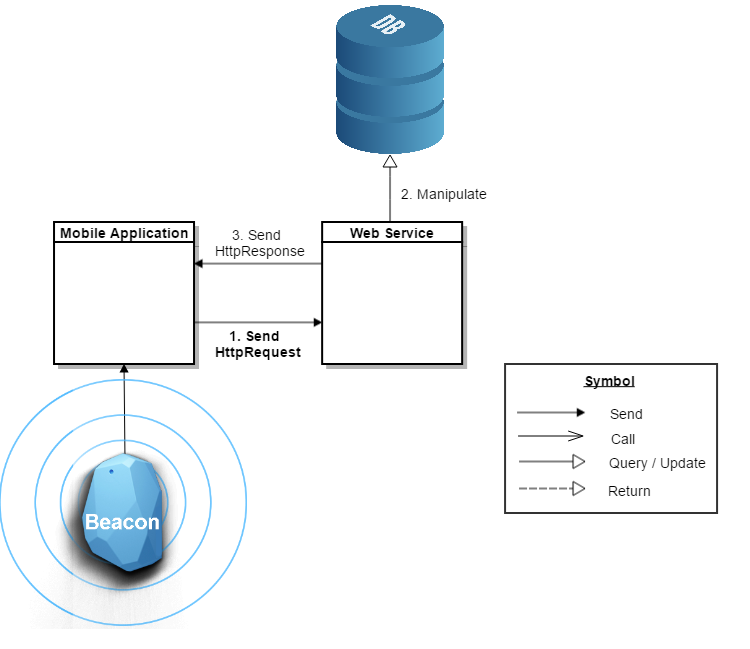 DB
2. Manipulate
Mobile Application
3. Send
HttpResponse
Web Service
1. Send
HttpRequest
Beacon
Symbol
Send
Call
Query / Update
Return